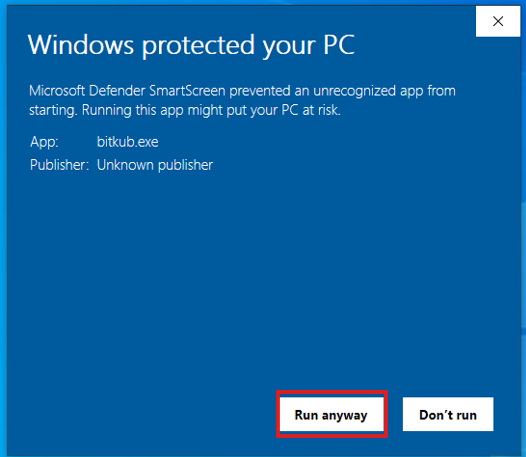 Windows protected your PC
Microsoft Defender SmartScreen prevented an unrecognized app from
starting. Running this app might put your PC at risk.
App: bitkub.exe
Publisher: Unknown publisher
Run anyway Don't run